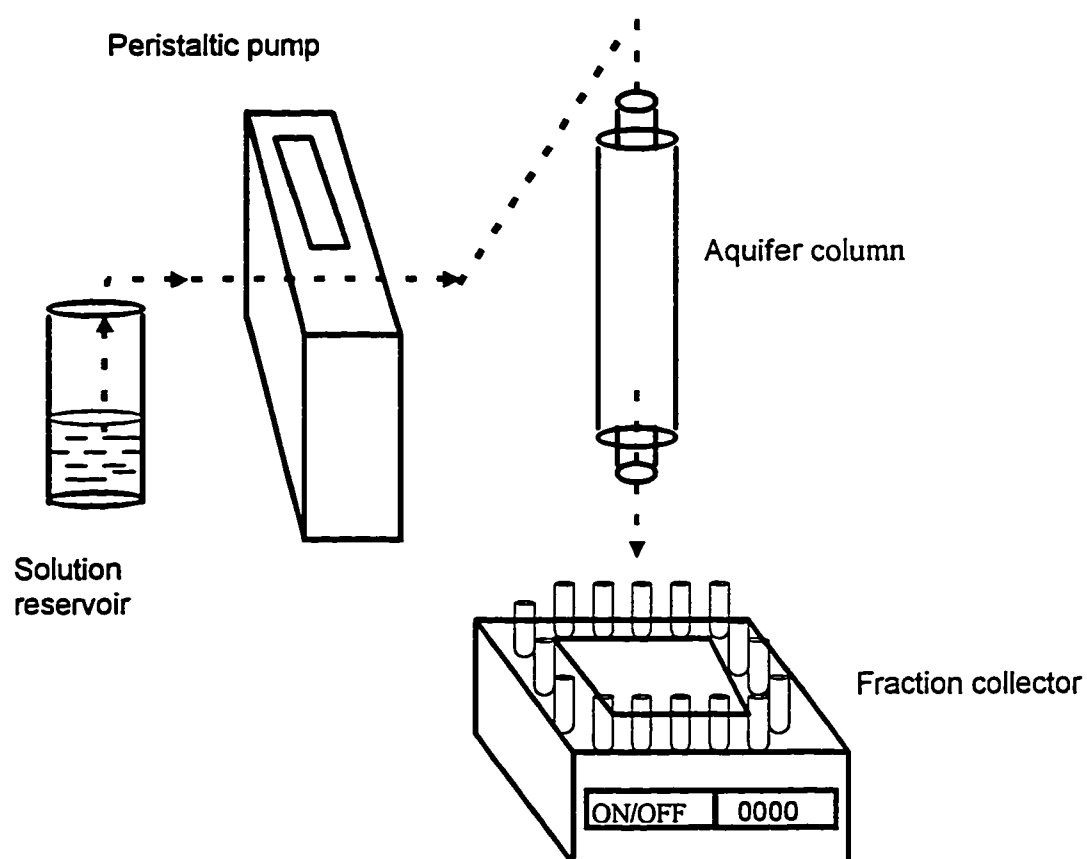 Peristaltic pump
Aquifer column
Solution
reservoir
Fraction collector
ON/OFF 0000